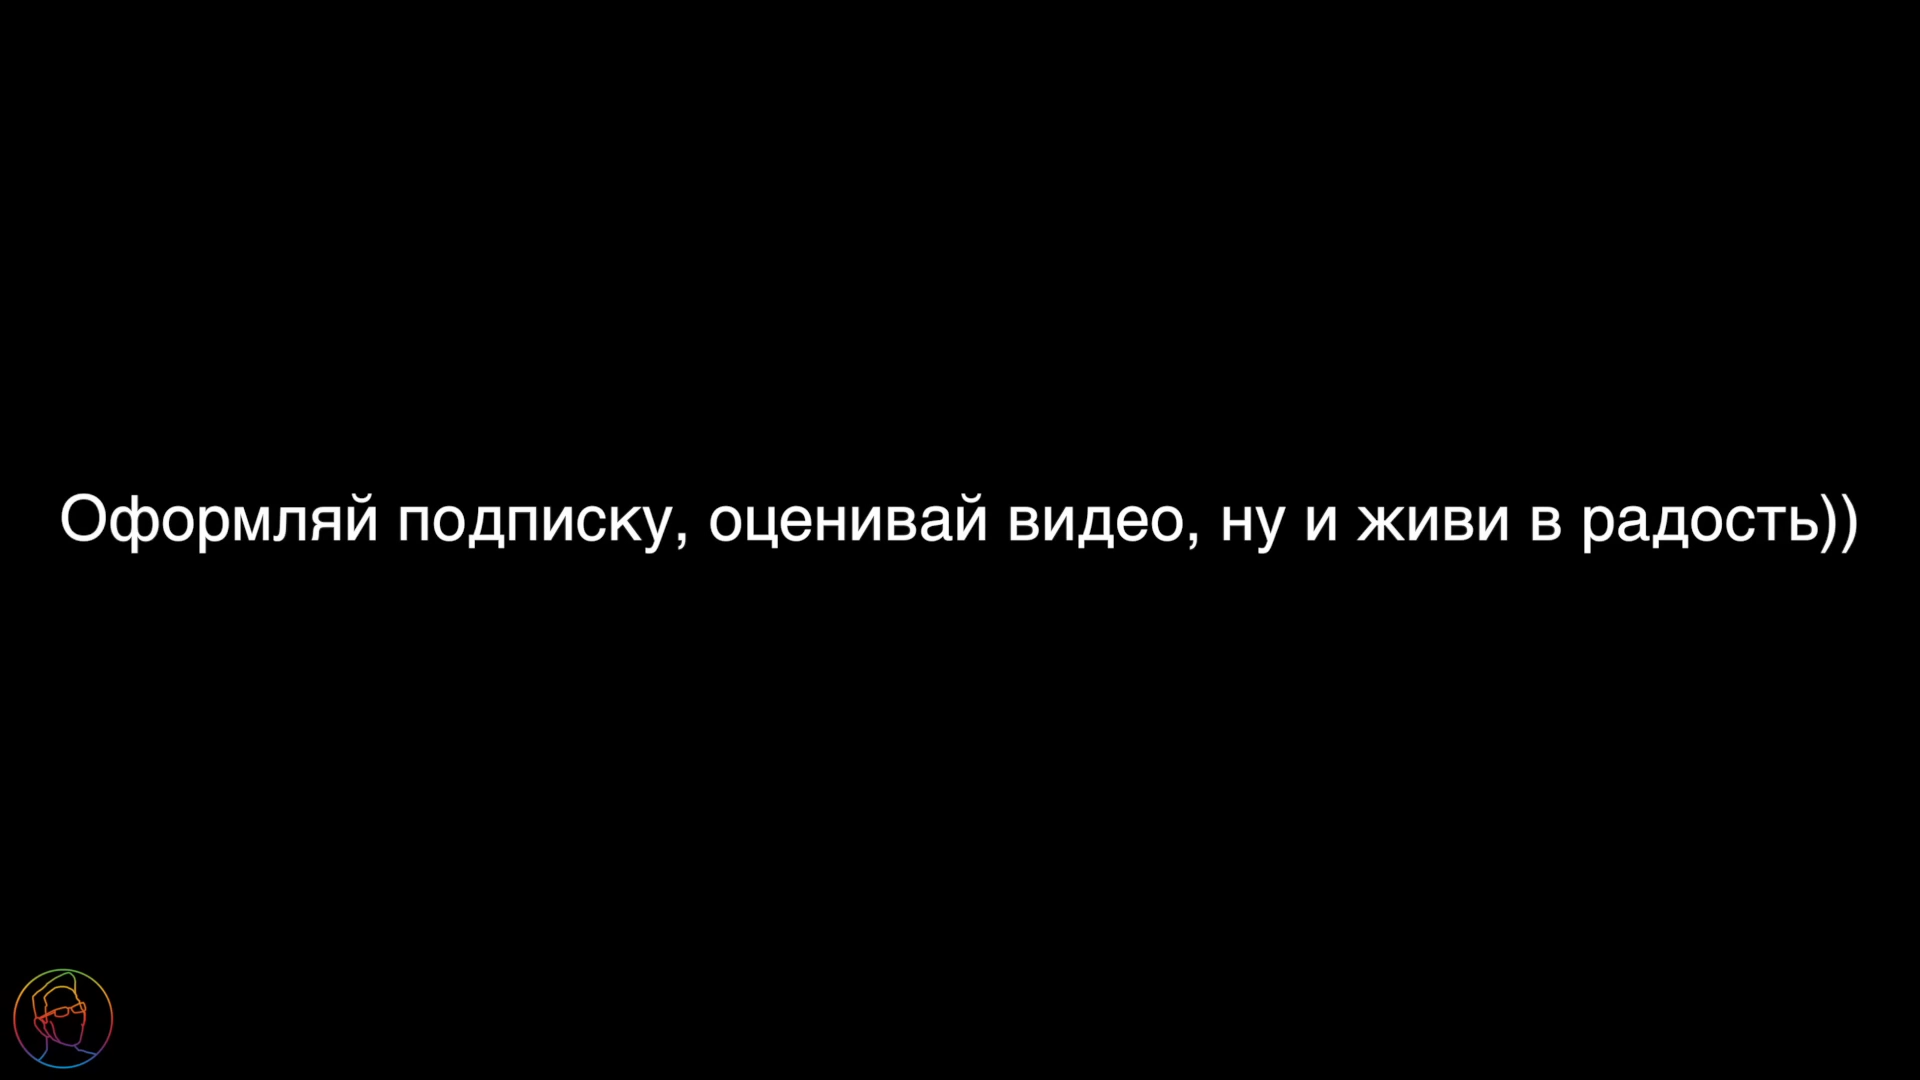 Оформляй подписку, оценивай видео, ну и живи в радость))